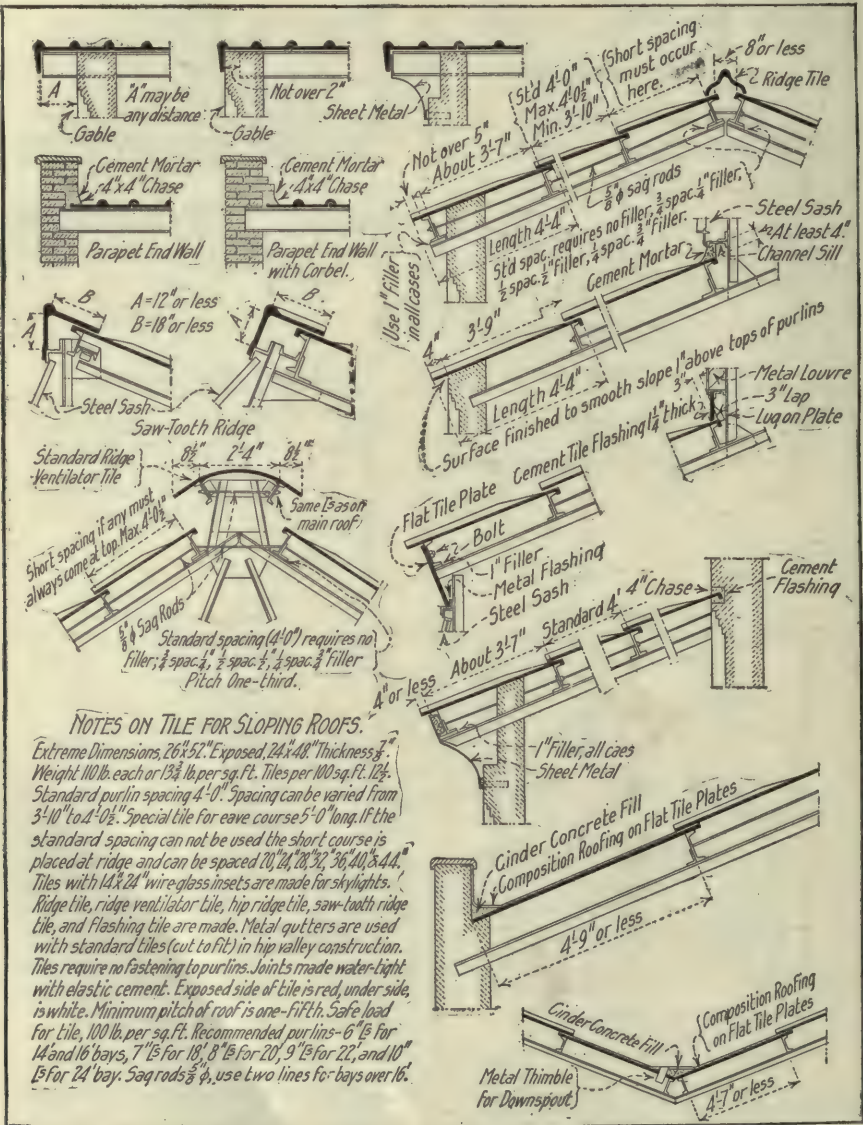 A
"A" may be
any distance
Gable
Not over 2"
Gable
Sheet Metal
Cement Mortar
4"x4" Chase
Parapet End Wall
Cement Mortar
4"x4" Chase
Parapet End Wall
with Corbel.
B
A
A=12" or less
B=18" or less
B
A
Steel Sash
Saw-Tooth Ridge
Standard Ridge
Ventilator Tile
8½"
2'-4"
8½"
Same [s as on
main roof
Short spacing if any must
always come at top. Max. 4'-0½"
⅝" ϕ Sag Rods
Standard spacing (4'-0") requires no
filler; ¾ spac. ¼", ½ spac. ½", ¼ spac. ¾" filler
Pitch One-third.
Short spacing
must occur
here.
8" or less
Ridge Tile
Std 4'-0"
Max. 4'-0½"
Min. 3'-10"
Not over 5"
About 3'-7"
⅝" ϕ sag rods
Length 4'-4"
Std spac. requires no filler, ¾ spac. ¼" filler,
½ spac. ½" filler, ¼ spac. ¾" filler.
Use 1" filler
in all cases
Steel Sash
At least 4"
Channel Sill
Cement Mortar
4"
3'-9"
Length 4'-4"
Surface finished to smooth slope 1" above tops of purlins
Metal Louvre
3"
3" Lap
Lug on Plate
Cement Tile Flashing 1¼" thick
Flat Tile Plate
Bolt
1" Filler
Metal Flashing
Steel Sash
4" Chase
Cement
Flashing
4" or less
About 3'-7"
Standard 4'
1" Filler, all caes
Sheet Metal
Cinder Concrete Fill
Composition Roofing on Flat Tile Plates
4'-9" or less
Cinder Concrete Fill
Composition Roofing
on Flat Tile Plates
Metal Thimble
for Downspout
4'-7" or less
NOTES ON TILE FOR SLOPING ROOFS.
Extreme Dimensions, 26"x52". Exposed, 24"x48." Thickness ⅞".
Weight 110 lb. each or 13¾ lb. per sq. ft. Tiles per 100 sq. ft. 12½.
Standard purlin spacing 4'-0". Spacing can be varied from
3'-10" to 4'-0½". Special tile for eave course 5'-0" long. If the
standard spacing can not be used the short course is
placed at ridge and can be spaced 20," 24," 28," 32," 36," 40," & 44."
Tiles with 14"x24" wire-glass insets are made for skylights.
Ridge tile, ridge ventilator tile, hip ridge tile, saw-tooth ridge
tile, and flashing tile are made. Metal gutters are used
with standard tiles (cut to fit) in hip valley construction.
Tiles require no fastening to purlins. Joints made water-tight
with elastic cement. Exposed side of tile is red, under side,
is white. Minimum pitch of roof is one-fifth. Safe load
for tile, 100 lb. per sq. ft. Recommended purlins- 6" [s for
14' and 16' bays, 7" [s for 18', 8" [s for 20', 9" [s for 22', and 10"
[s for 24' bay. Sag rods ⅝" ϕ, use two lines for bays over 16.'